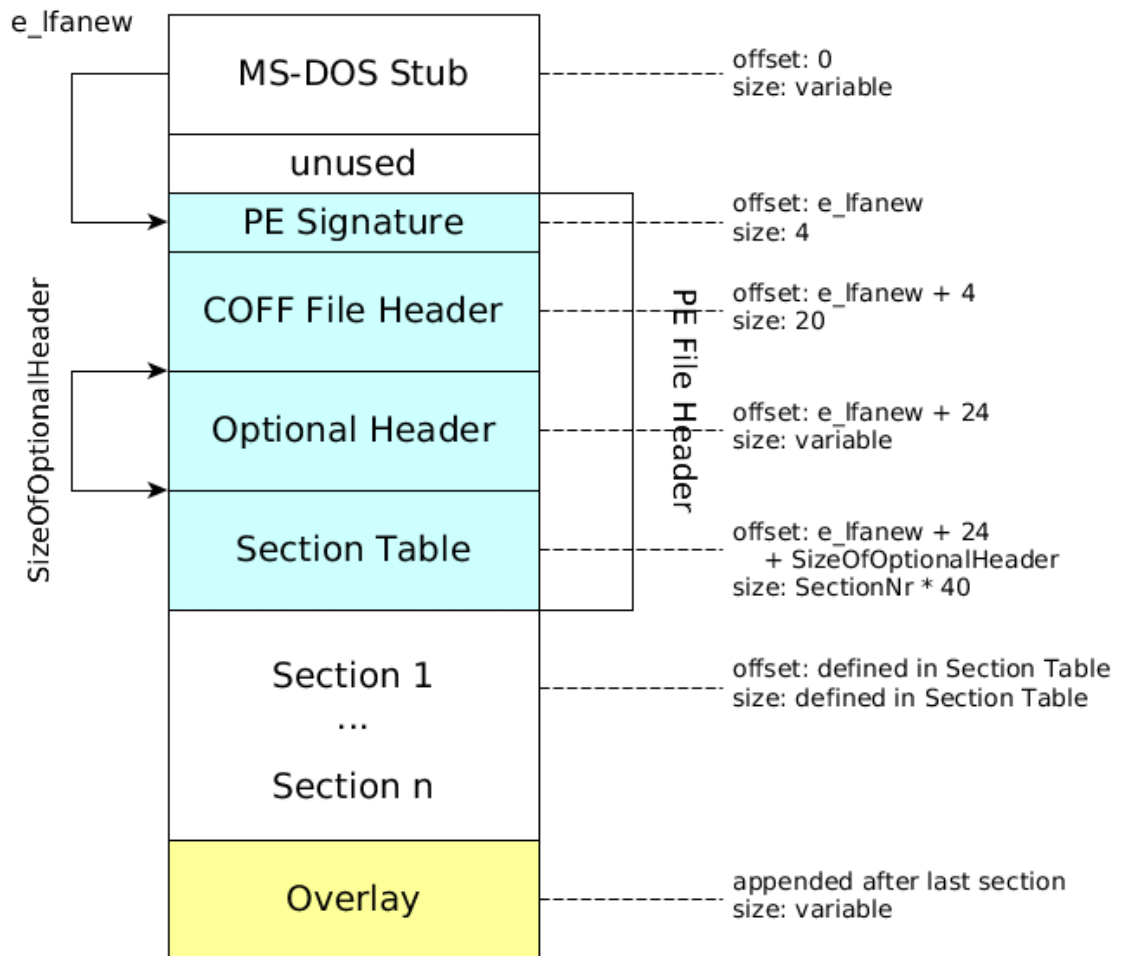 e_lfanew
MS-DOS Stub
offset: 0
size: variable
unused
PE Signature
offset: e_lfanew
size: 4
COFF File Header
offset: e_lfanew + 4
size: 20
PE File Header
SizeOfOptionalHeader
Optional Header
offset: e_lfanew + 24
size: variable
Section Table
offset: e_lfanew + 24
+ SizeOfOptionalHeader
size: SectionNr * 40
Section 1
...
Section n
offset: defined in Section Table
size: defined in Section Table
Overlay
appended after last section
size: variable